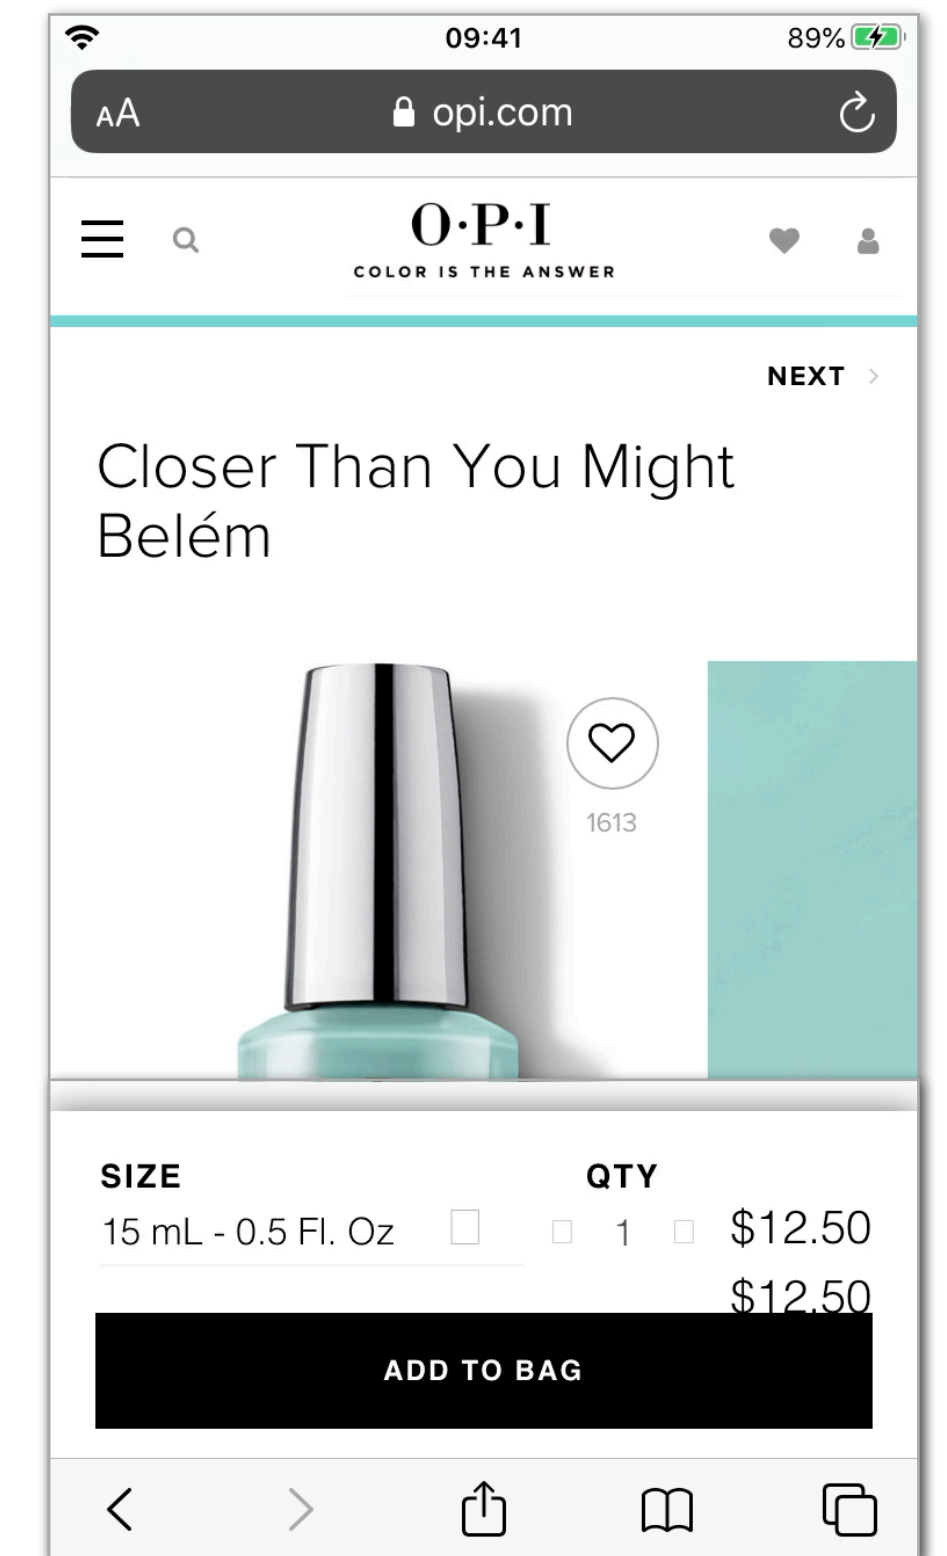 09:41
89%
AA
opi.com
O·P·I
COLOR IS THE ANSWER
NEXT
Closer Than You Might
Belém
1613
SIZE
QTY
15 mL - 0.5 Fl. Oz
1
$12.50
$12.50
ADD TO BAG